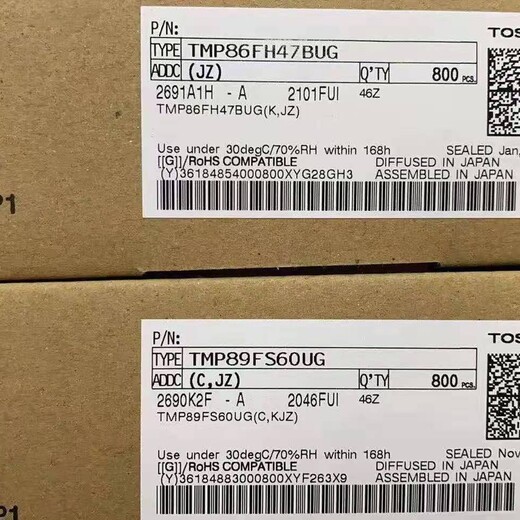 P/N: TOS
TYPE TMP86FH47BUG
ADDC (JZ) Q'TY 800 PCS.
2691A1H - A 2101FUI 46Z
TMP86FH47BUG(K,JZ)
Use under 30degC/70%RH within 168h SEALED Jan,
[[G]]/RoHS COMPATIBLE DIFFUSED IN JAPAN
(Y)36184854000800XYG28GH3 ASSEMBLED IN JAPAN
P1
P/N: TOS
TYPE TMP89FS60UG
ADDC (C,JZ) Q'TY 800 PCS.
2690K2F - A 2046FUI 46Z
TMP89FS60UG(C,KJZ)
Use under 30degC/70%RH within 168h SEALED Nov
[[G]]/RoHS COMPATIBLE DIFFUSED IN JAPAN
(Y)36184883000800XYF263X9 ASSEMBLED IN JAPAN
P1